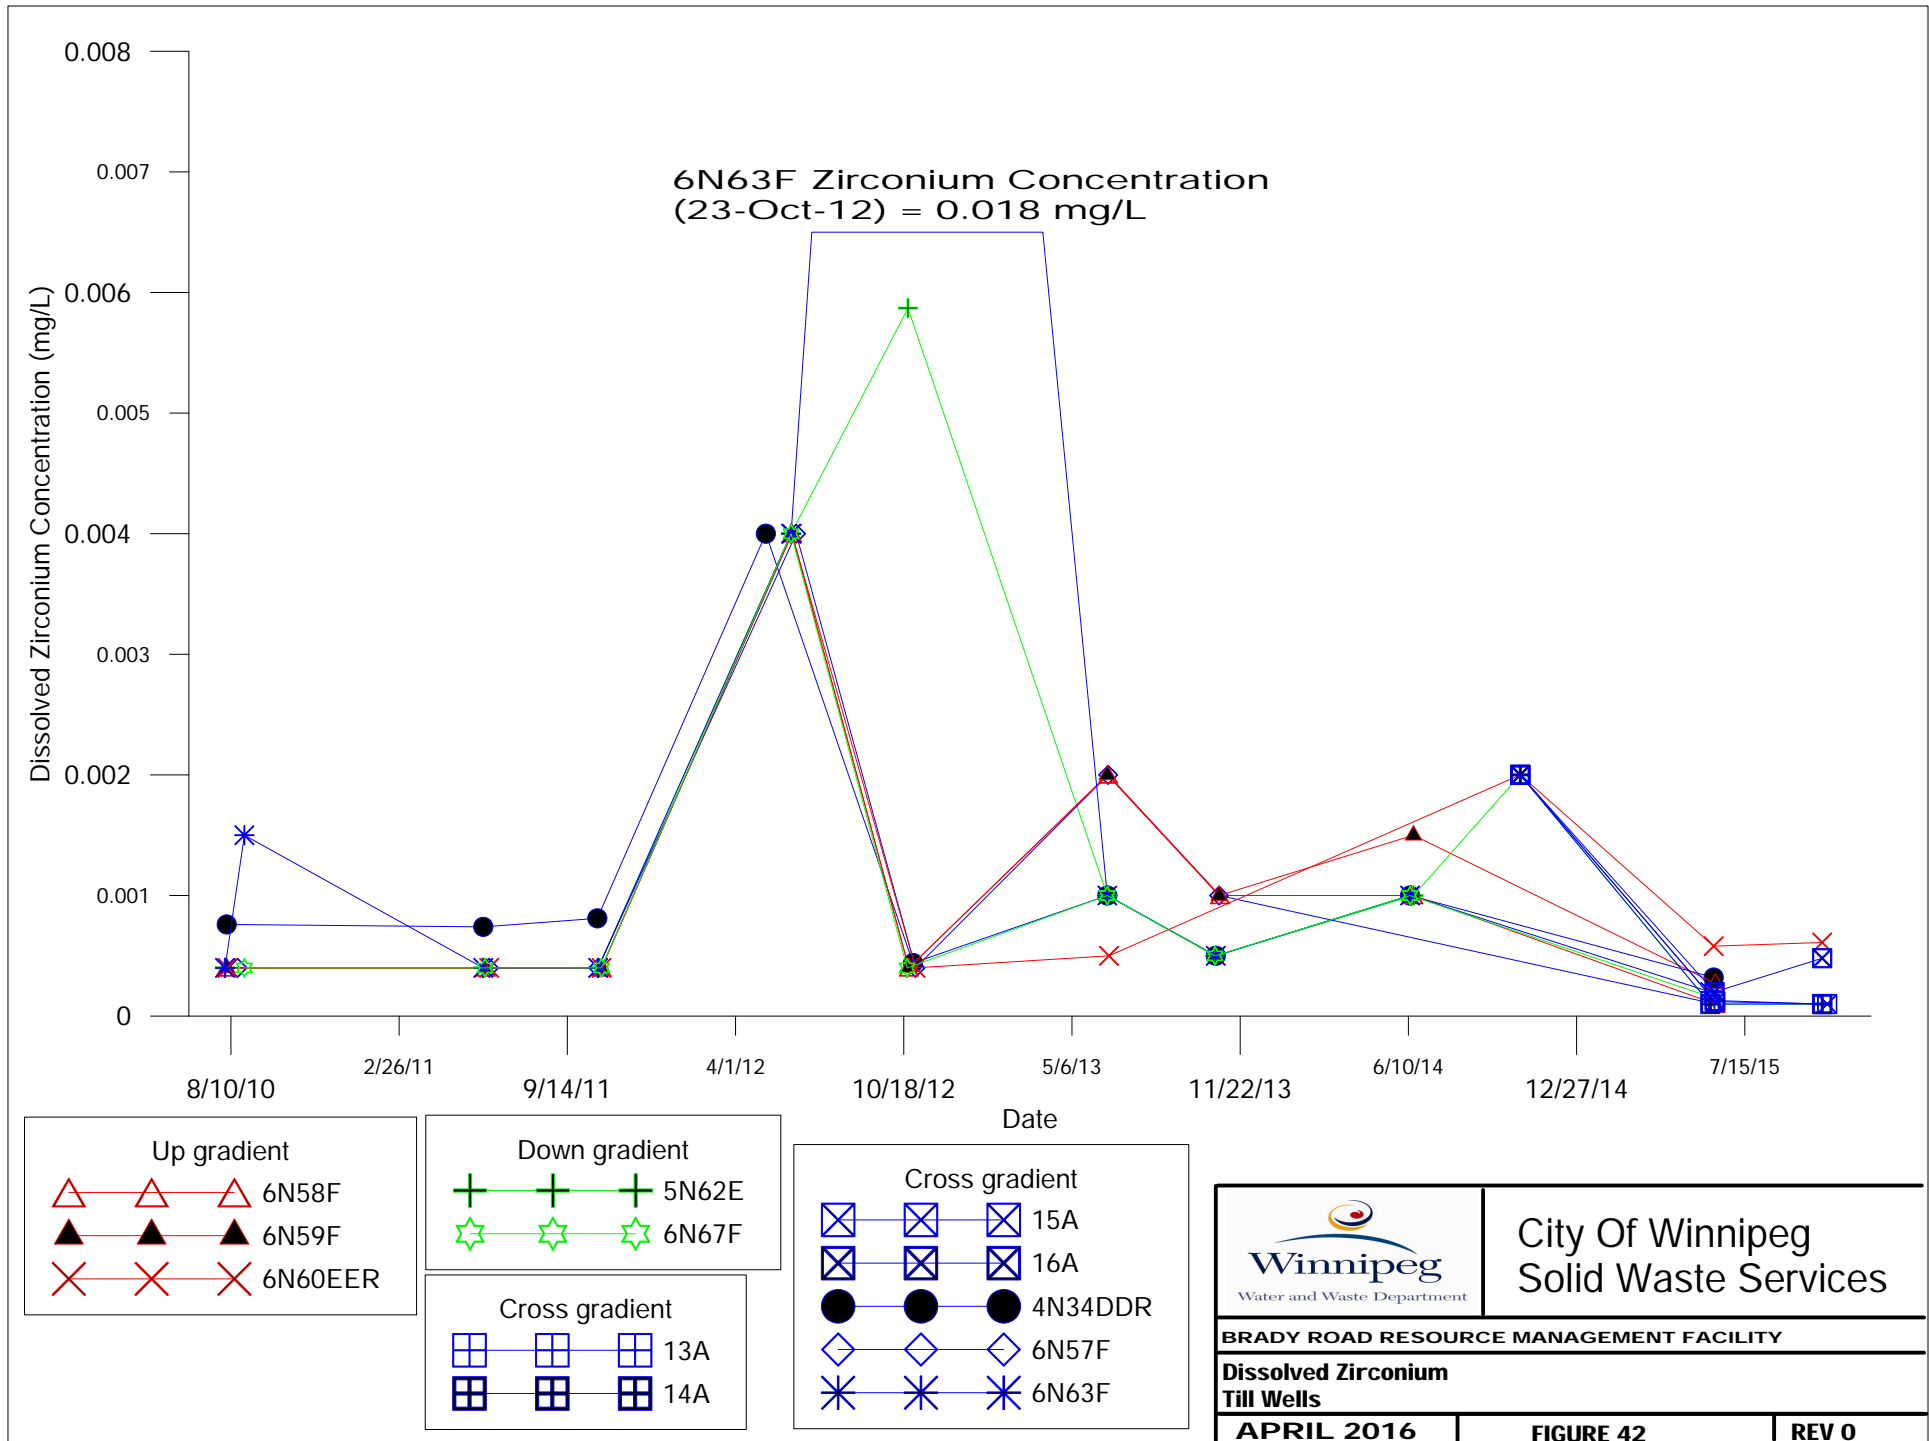 0.008
0.007
6N63F Zirconium Concentration
(23-Oct-12) = 0.018 mg/L
0.006
0.005
0.004
0.003
0.002
0.001
0
Dissolved Zirconium Concentration (mg/L)
2/26/11
4/1/12
5/6/13
6/10/14
7/15/15
8/10/10
9/14/11
10/18/12
11/22/13
12/27/14
Date
Up gradient
6N58F
6N59F
6N60EER
Down gradient
5N62E
6N67F
Cross gradient
13A
14A
Cross gradient
15A
16A
4N34DDR
6N57F
6N63F
Winnipeg
Water and Waste Department
City Of Winnipeg
Solid Waste Services
BRADY ROAD RESOURCE MANAGEMENT FACILITY
Dissolved Zirconium
Till Wells
APRIL 2016
FIGURE 42
REV 0